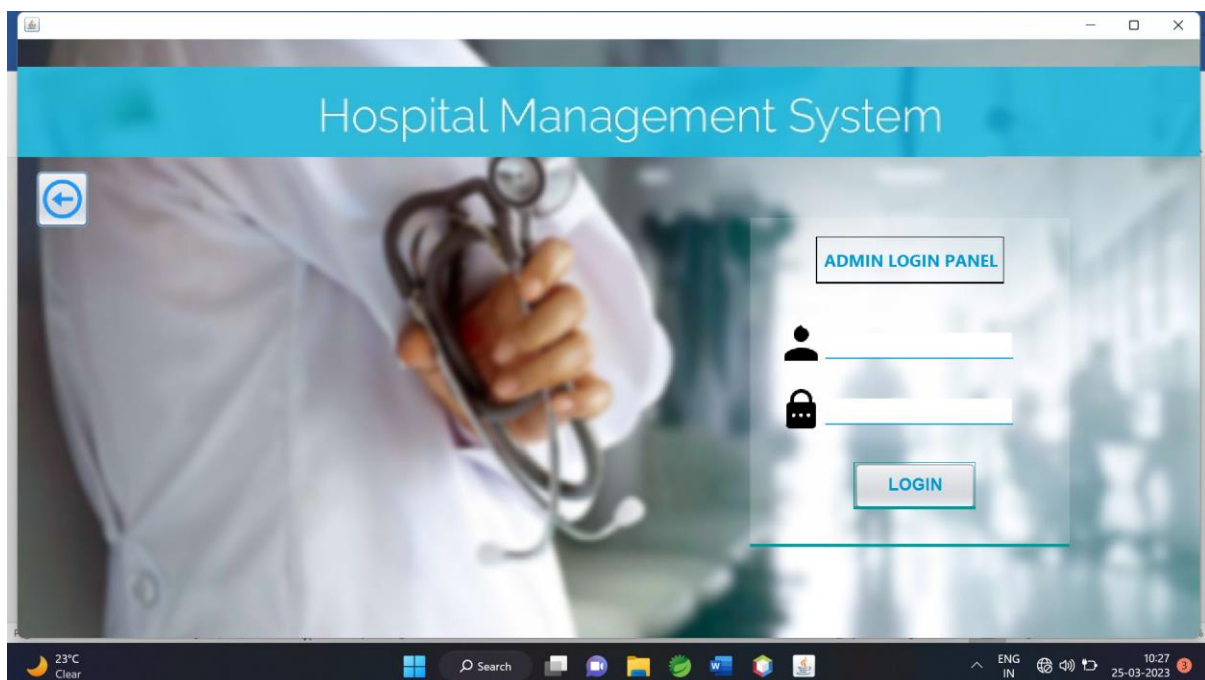 Hospital Management System
ADMIN LOGIN PANEL
LOGIN
23°C
Clear
Search
ENG
IN
10:27
25-03-2023
3